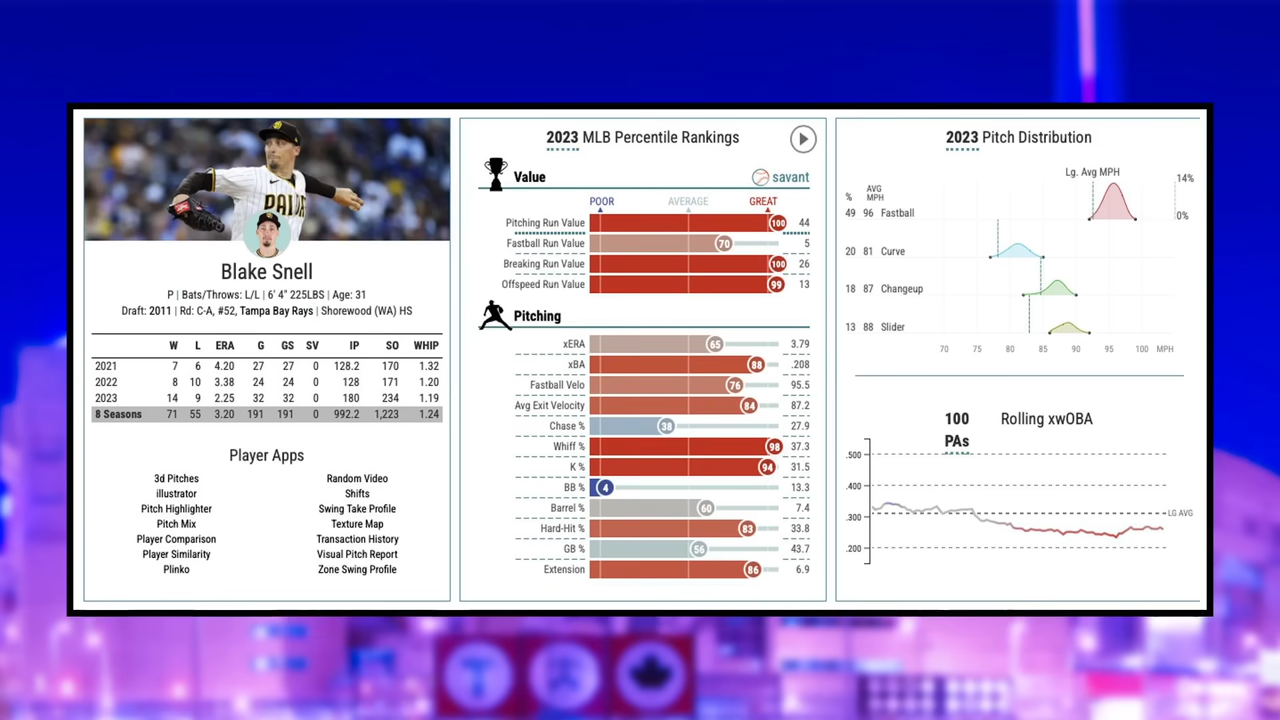 PADR
Blake Snell
P | Bats/Throws: L/L | 6' 4" 225LBS | Age: 31
Draft: 2011 | Rd: C-A, #52, Tampa Bay Rays | Shorewood (WA) HS
W L ERA G GS SV IP SO WHIP
2021 7 6 4.20 27 27 0 128.2 170 1.32
2022 8 10 3.38 24 24 0 128 171 1.20
2023 14 9 2.25 32 32 0 180 234 1.19
8 Seasons 71 55 3.20 191 191 0 992.2 1,223 1.24
Player Apps
3d Pitches Random Video
illustrator Shifts
Pitch Highlighter Swing Take Profile
Pitch Mix Texture Map
Player Comparison Transaction History
Player Similarity Visual Pitch Report
Plinko Zone Swing Profile
2023 MLB Percentile Rankings
Value savant
POOR AVERAGE GREAT
Pitching Run Value 100 44
Fastball Run Value 70 5
Breaking Run Value 100 26
Offspeed Run Value 99 13
Pitching
xERA 65 3.79
xBA 88 .208
Fastball Velo 76 95.5
Avg Exit Velocity 84 87.2
Chase % 38 27.9
Whiff % 98 37.3
K % 94 31.5
BB % 4 13.3
Barrel % 60 7.4
Hard-Hit % 83 33.8
GB % 56 43.7
Extension 86 6.9
2023 Pitch Distribution
Lg. Avg MPH
14%
% AVG MPH
0%
49 96 Fastball
20 81 Curve
18 87 Changeup
13 88 Slider
70 75 80 85 90 95 100 MPH
100 PAs Rolling xwOBA
.500
.400
.300 LG AVG
.200